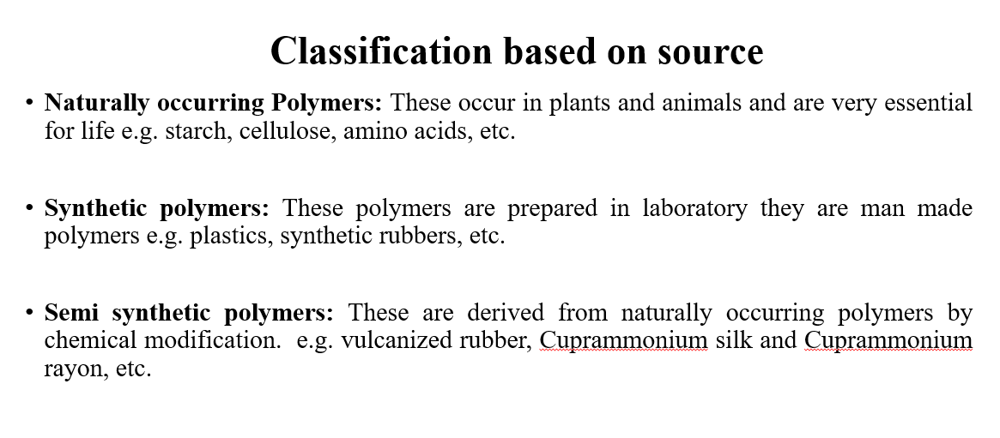 Classification based on source
• Naturally occurring Polymers: These occur in plants and animals and are very essential
for life e.g. starch, cellulose, amino acids, etc.
• Synthetic polymers: These polymers are prepared in laboratory they are man made
polymers e.g. plastics, synthetic rubbers, etc.
• Semi synthetic polymers: These are derived from naturally occurring polymers by
chemical modification.  e.g. vulcanized rubber, Cuprammonium silk and Cuprammonium
rayon, etc.